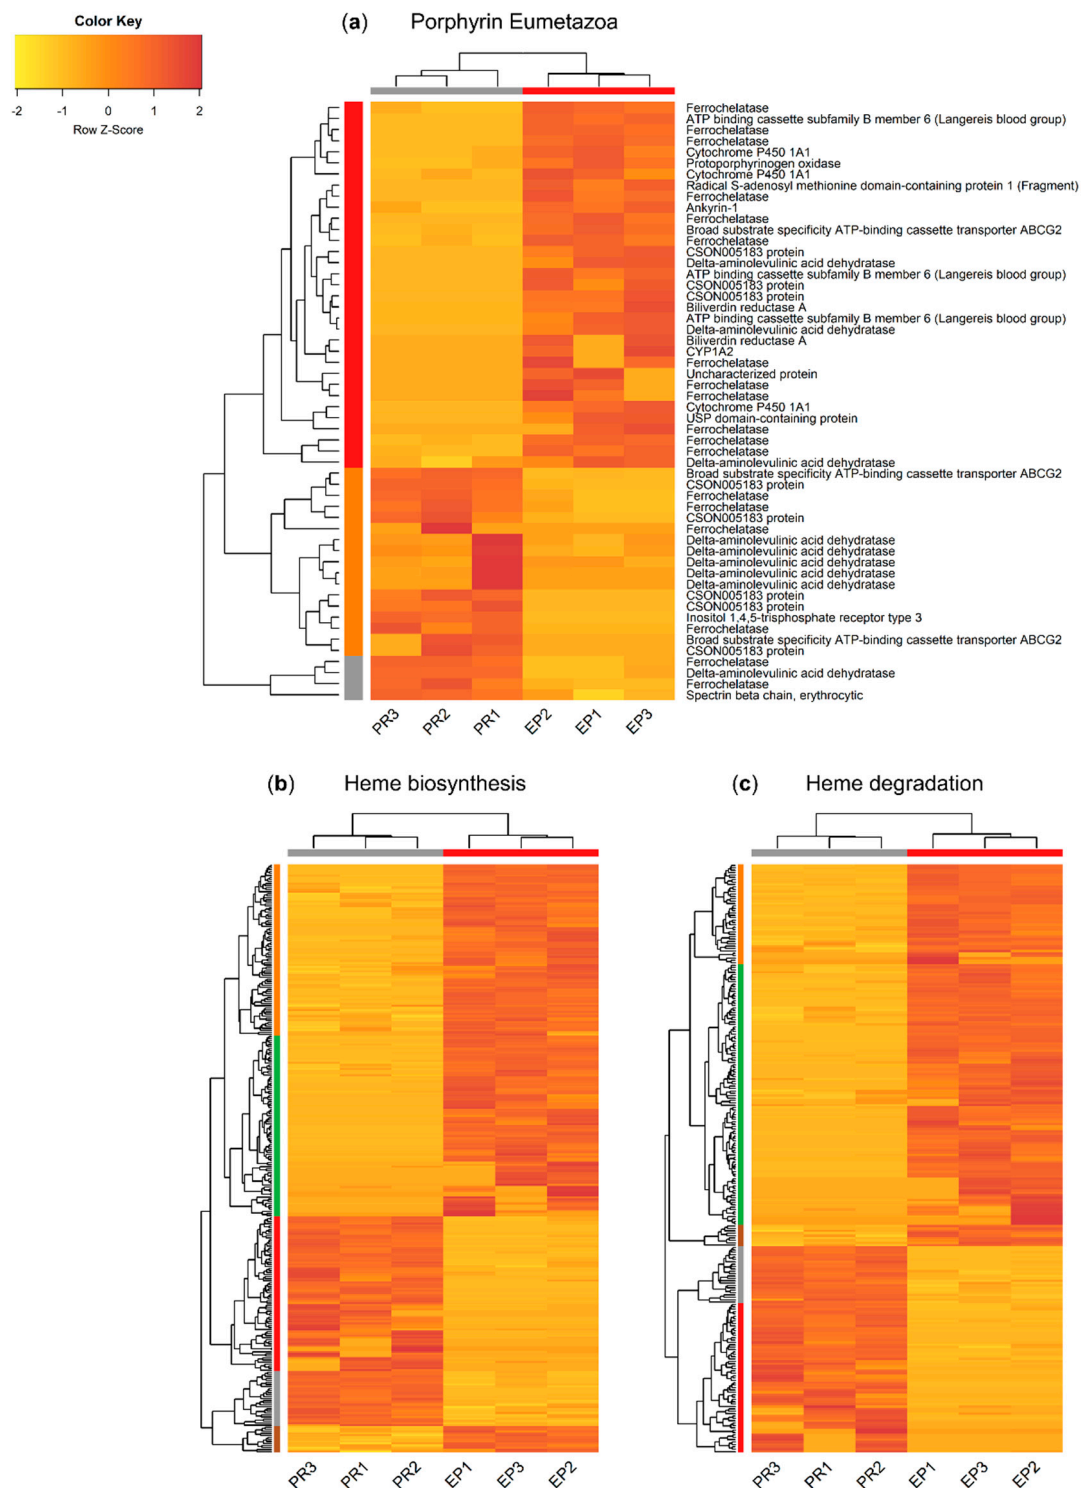 Color Key
-2 -1 0 1 2
Row Z-Score
(a) Porphyrin Eumetazoa
Ferrochelatase
ATP binding cassette subfamily B member 6 (Langereis blood group)
Ferrochelatase
Ferrochelatase
Cytochrome P450 1A1
Protoporphyrinogen oxidase
Cytochrome P450 1A1
Radical S-adenosyl methionine domain-containing protein 1 (Fragment)
Ferrochelatase
Ankyrin-1
Ferrochelatase
Broad substrate specificity ATP-binding cassette transporter ABCG2
Ferrochelatase
CSON005183 protein
Delta-aminolevulinic acid dehydratase
ATP binding cassette subfamily B member 6 (Langereis blood group)
CSON005183 protein
CSON005183 protein
Biliverdin reductase A
ATP binding cassette subfamily B member 6 (Langereis blood group)
Delta-aminolevulinic acid dehydratase
Biliverdin reductase A
CYP1A2
Ferrochelatase
Uncharacterized protein
Ferrochelatase
Ferrochelatase
Cytochrome P450 1A1
USP domain-containing protein
Ferrochelatase
Ferrochelatase
Ferrochelatase
Delta-aminolevulinic acid dehydratase
Broad substrate specificity ATP-binding cassette transporter ABCG2
CSON005183 protein
Ferrochelatase
Ferrochelatase
CSON005183 protein
Ferrochelatase
Delta-aminolevulinic acid dehydratase
Delta-aminolevulinic acid dehydratase
Delta-aminolevulinic acid dehydratase
Delta-aminolevulinic acid dehydratase
Delta-aminolevulinic acid dehydratase
CSON005183 protein
CSON005183 protein
Inositol 1,4,5-trisphosphate receptor type 3
Ferrochelatase
Broad substrate specificity ATP-binding cassette transporter ABCG2
CSON005183 protein
Ferrochelatase
Delta-aminolevulinic acid dehydratase
Ferrochelatase
Spectrin beta chain, erythrocytic
PR3 PR2 PR1 EP2 EP1 EP3
(b) Heme biosynthesis
PR3 PR1 PR2 EP1 EP3 EP2
(c) Heme degradation
PR3 PR1 PR2 EP1 EP3 EP2